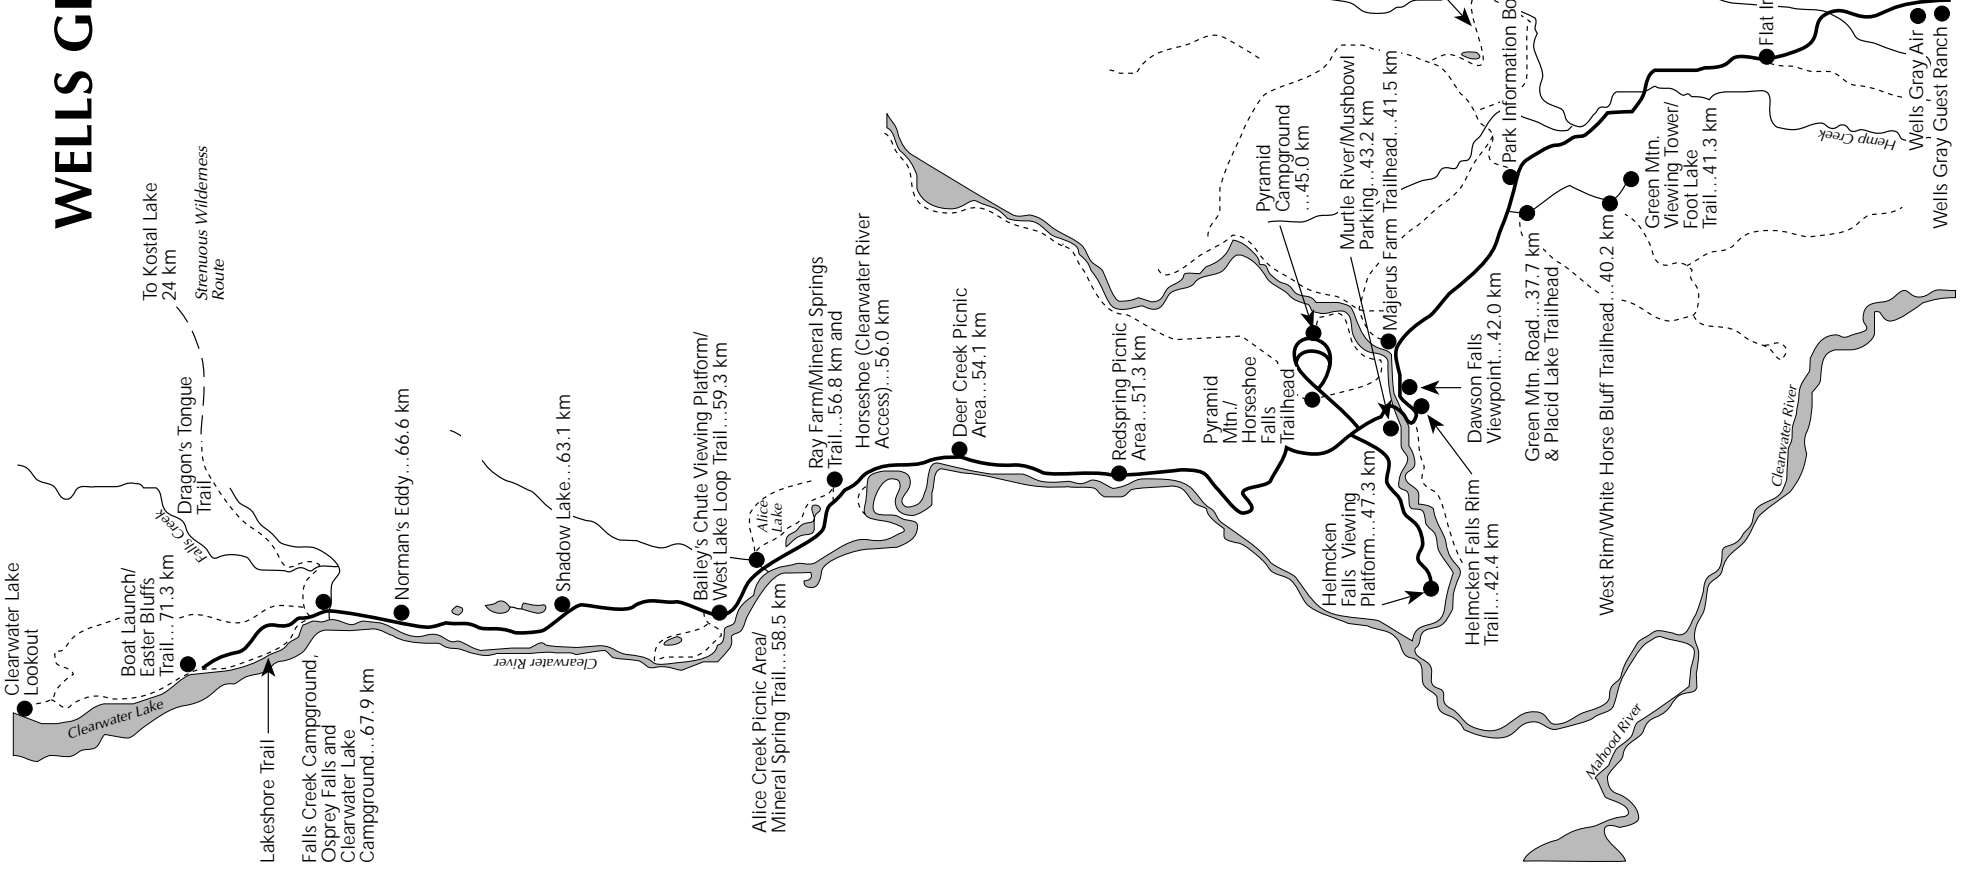 WELLS G
Clearwater Lake
Lookout
Clearwater Lake
Boat Launch/
Easter Bluffs
Trail...71.3 km
Falls Creek
Dragon's Tongue
Trail
To Kostal Lake
24 km
Strenuous Wilderness
Route
Lakeshore Trail
Falls Creek Campground,
Osprey Falls and
Clearwater Lake
Campground...67.9 km
Norman's Eddy...66.6 km
Clearwater River
Shadow Lake...63.1 km
Bailey's Chute Viewing Platform/
West Lake Loop Trail...59.3 km
Alice Creek Picnic Area/
Mineral Spring Trail...58.5 km
Alice
Lake
Ray Farm/Mineral Springs
Trail...56.8 km and
Horseshoe (Clearwater River
Access)...56.0 km
Deer Creek Picnic
Area...54.1 km
Redspring Picnic
Area...51.3 km
Pyramid
Mtn./
Horseshoe
Falls
Trailhead
Pyramid
Campground
...45.0 km
Murtle River/Mushbowl
Parking...43.2 km
Majerus Farm Trailhead...41.5 km
Helmcken
Falls Viewing
Platform...47.3 km
Helmcken Falls Rim
Trail...42.4 km
Dawson Falls
Viewpoint...42.0 km
Park Information
Green Mtn. Road...37.7 km
& Placid Lake Trailhead
West Rim/White Horse Bluff Trailhead...40.2 km
Green Mtn.
Viewing Tower/
Foot Lake
Trail...41.3 km
Mahood River
Clearwater River
Flat
Hemp Creek
Wells Gray Air
Wells Gray Guest Ranch